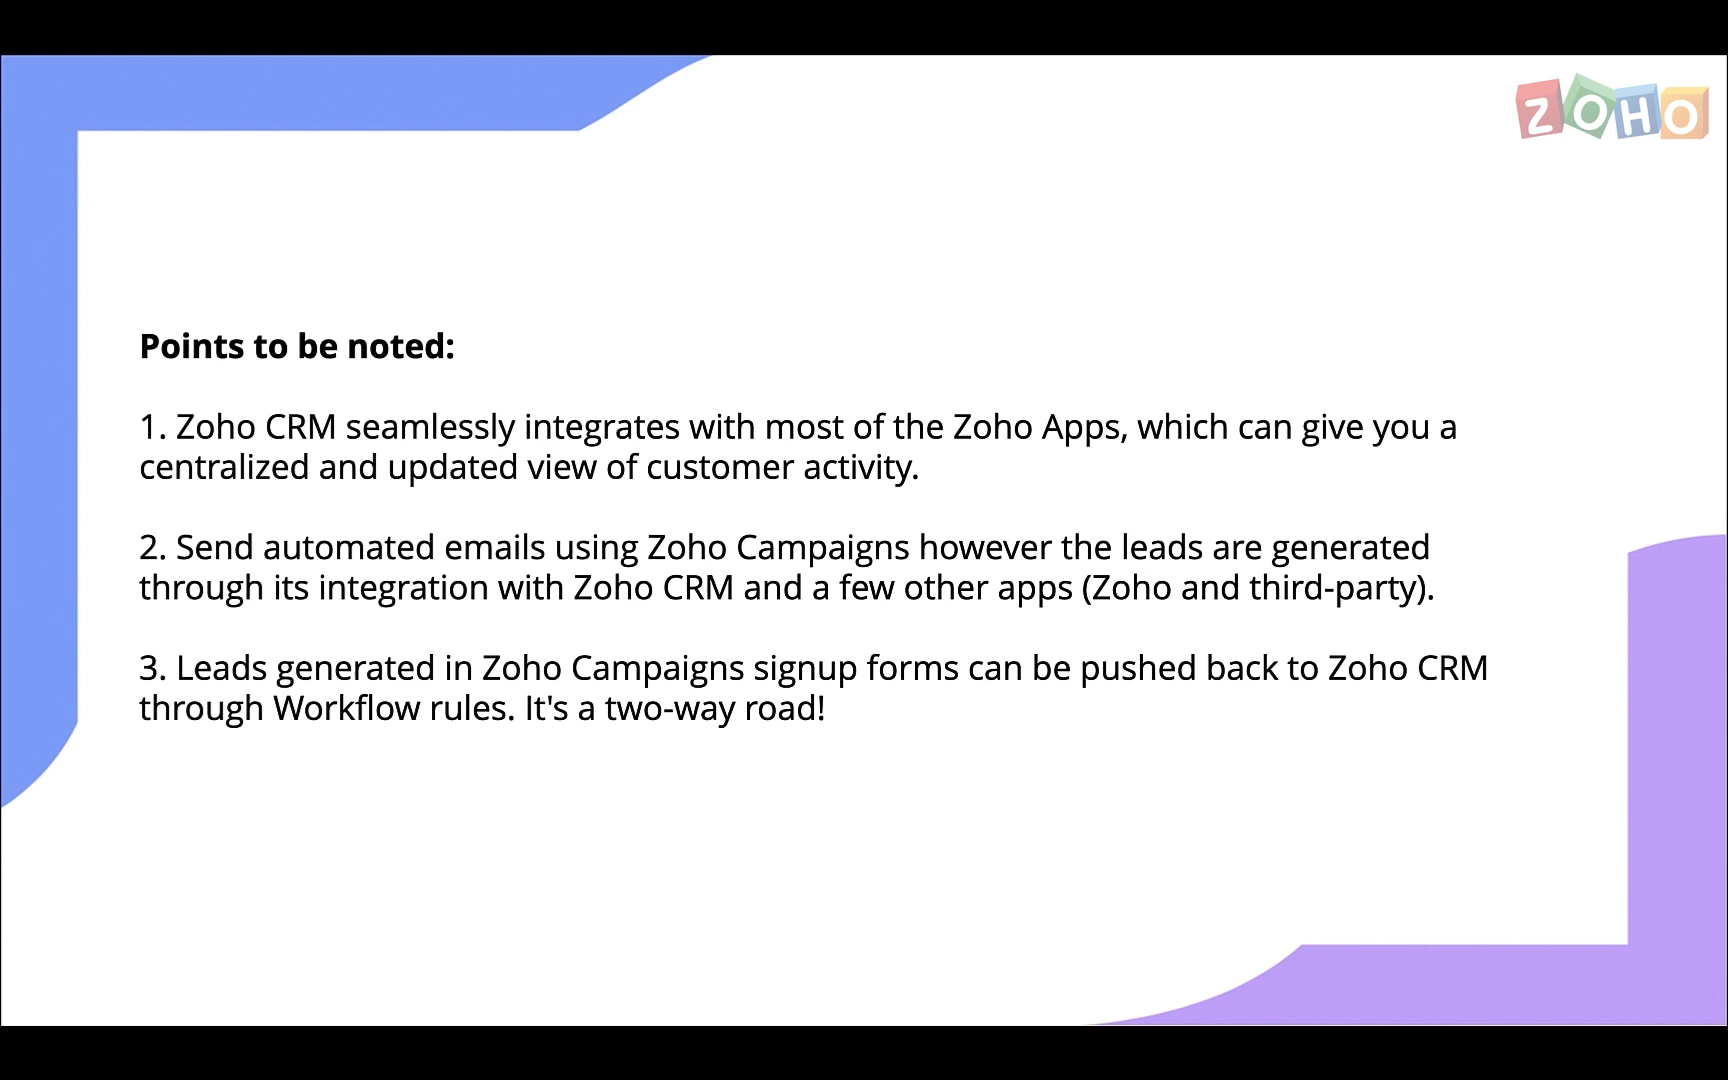 ZOHO
Points to be noted:
1. Zoho CRM seamlessly integrates with most of the Zoho Apps, which can give you a
centralized and updated view of customer activity.
2. Send automated emails using Zoho Campaigns however the leads are generated
through its integration with Zoho CRM and a few other apps (Zoho and third-party).
3. Leads generated in Zoho Campaigns signup forms can be pushed back to Zoho CRM
through Workflow rules. It's a two-way road!